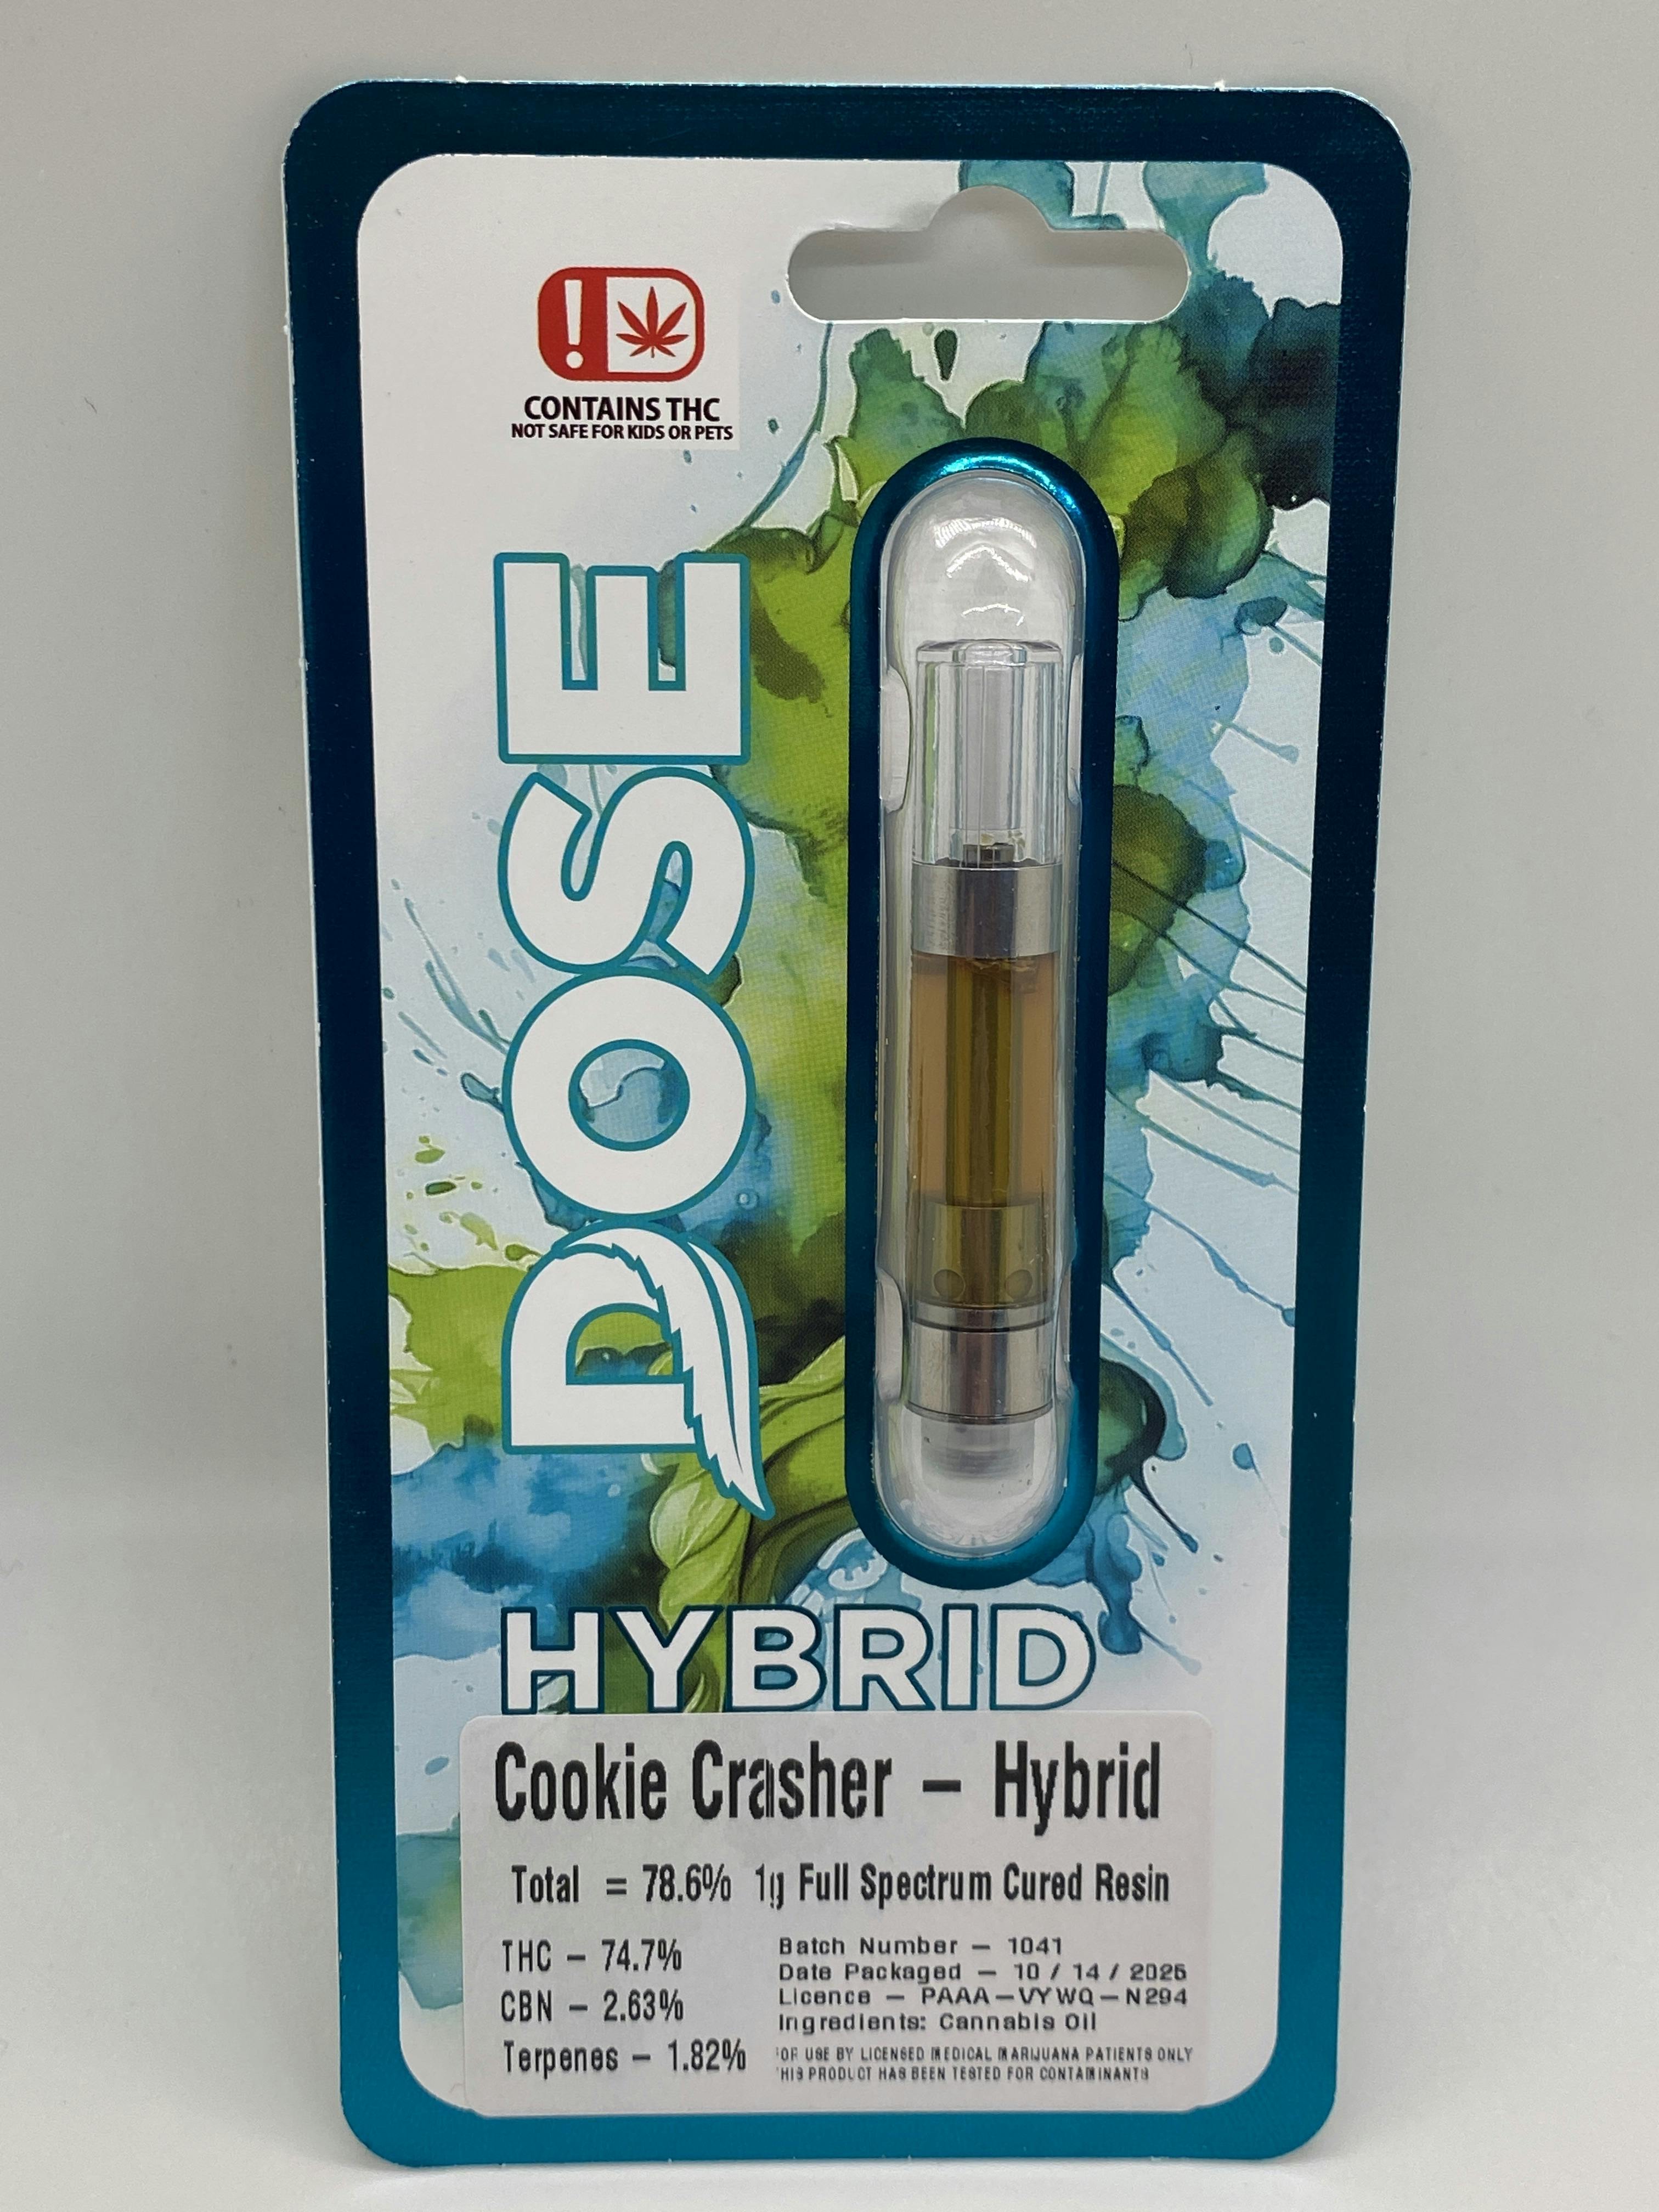 CONTAINS THC
NOT SAFE FOR KIDS OR PETS
DOSE
HYBRID
Cookie Crasher – Hybrid
Total = 78.6% 1g Full Spectrum Cured Resin
THC – 74.7%
CBN – 2.63%
Terpenes – 1.82%
Batch Number – 1041
Date Packaged – 10 / 14 / 2025
Licence – PAAA–VYWQ–N294
Ingredients: Cannabis Oil
OR USE BY LICENSED MEDICAL MARIJUANA PATIENTS ONLY
HIS PRODUCT HAS BEEN TESTED FOR CONTAMINANTS